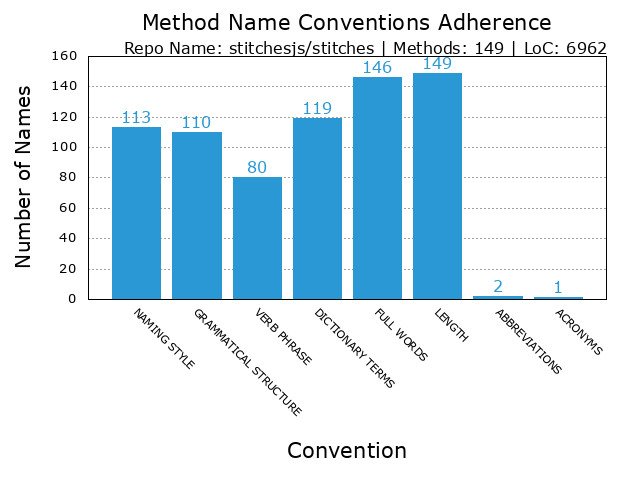 Method Name Conventions Adherence
Repo Name: stitchesjs/stitches | Methods: 149 | LoC: 6962
Number of Names
160
140
120
100
80
60
40
20
0
113
110
80
119
146
149
2
1
NAMING STYLE
GRAMMATICAL STRUCTURE
VERB PHRASE
DICTIONARY TERMS
FULL WORDS
LENGTH
ABBREVIATIONS
ACRONYMS
Convention